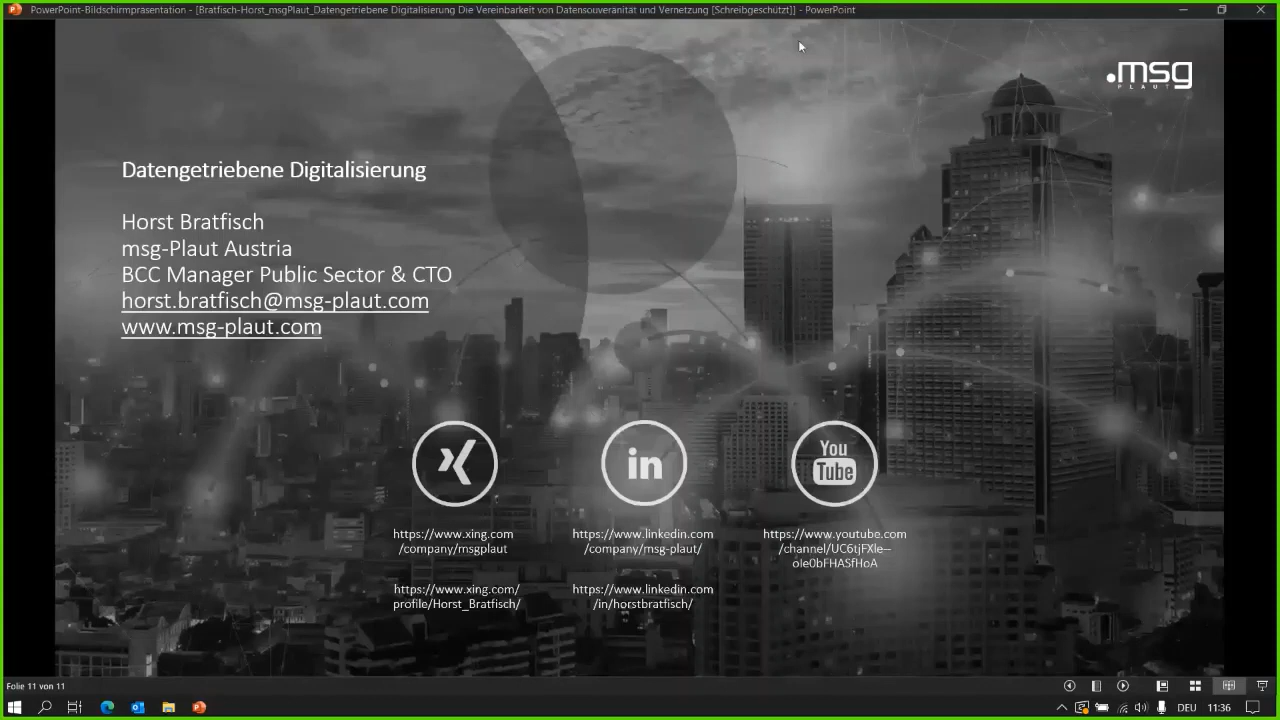 PowerPoint-Bildschirmpräsentation - [Bratfisch-Horst_msgPlaut_Datengetriebene Digitalisierung Die Vereinbarkeit von Datensouveränität und Vernetzung [Schreibgeschützt]] - PowerPoint
.msg
PLAUT
Datengetriebene Digitalisierung
Horst Bratfisch
msg-Plaut Austria
BCC Manager Public Sector & CTO
horst.bratfisch@msg-plaut.com
www.msg-plaut.com
in
You
Tube
https://www.xing.com
/company/msgplaut
https://www.xing.com/
profile/Horst_Bratfisch/
https://www.linkedin.com
/company/msg-plaut/
https://www.linkedin.com
/in/horstbratfisch/
https://www.youtube.com
/channel/UC6tjFXle--
oIe0bFHASfHoA
Folie 11 von 11
DEU
11:36